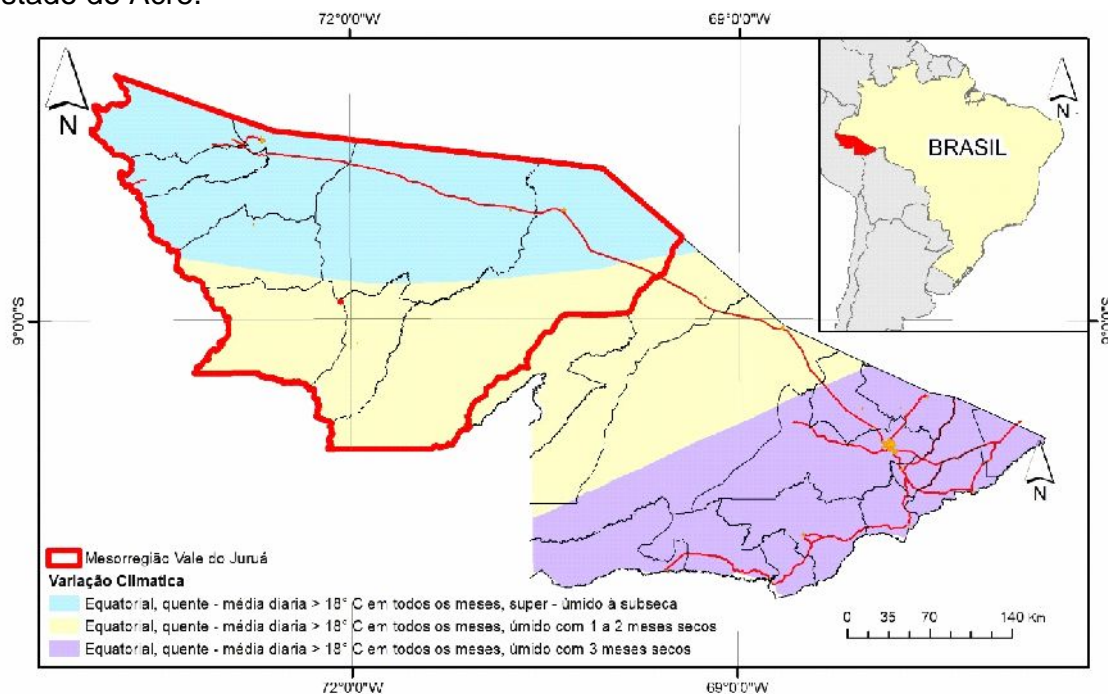 estado do Acre.
72°0'0"W
69°0'0"W
N
N
BRASIL
9°0'0"S
9°0'0"S
N
Mesorregião Vale do Juruá
Variação Climatica
Equatorial, quente - média diaria > 18° C em todos os meses, super - úmido à subseca
Equatorial, quente - média diaria > 18° C em todos os meses, úmido com 1 a 2 meses secos
Equatorial, quente - média diaria > 18° C em todos os meses, úmido com 3 meses secos
0 35 70 140 Km
72°0'0"W
69°0'0"W